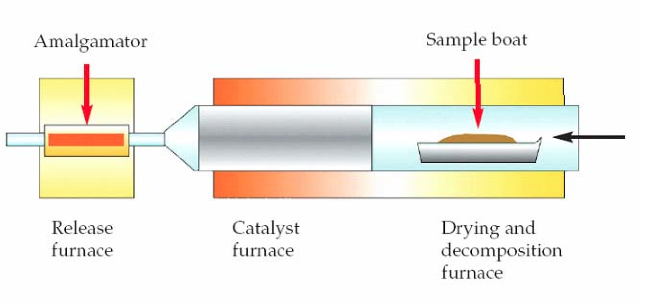 Amalgamator
Sample boat
Release
furnace
Catalyst
furnace
Drying and
decomposition
furnace